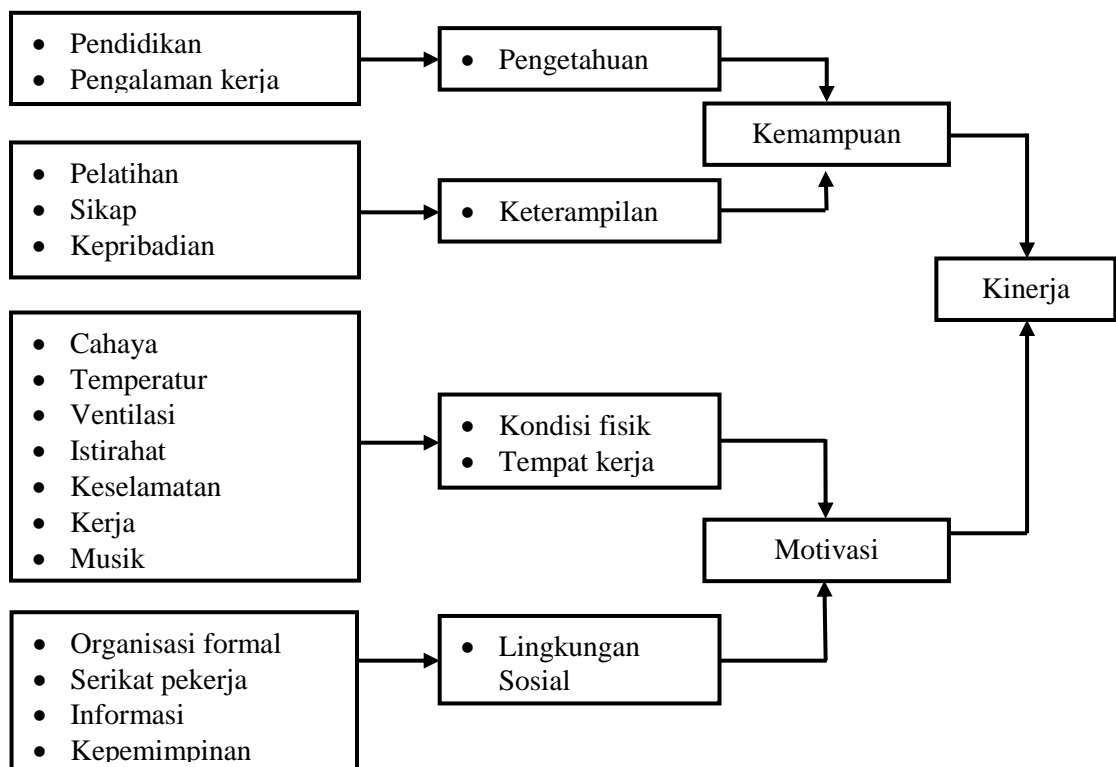 • Pendidikan
• Pengalaman kerja
• Pengetahuan
Kemampuan
• Pelatihan
• Sikap
• Kepribadian
• Keterampilan
Kinerja
• Cahaya
• Temperatur
• Ventilasi
• Istirahat
• Keselamatan
• Kerja
• Musik
• Kondisi fisik
• Tempat kerja
Motivasi
• Organisasi formal
• Serikat pekerja
• Informasi
• Kepemimpinan
• Lingkungan
Sosial